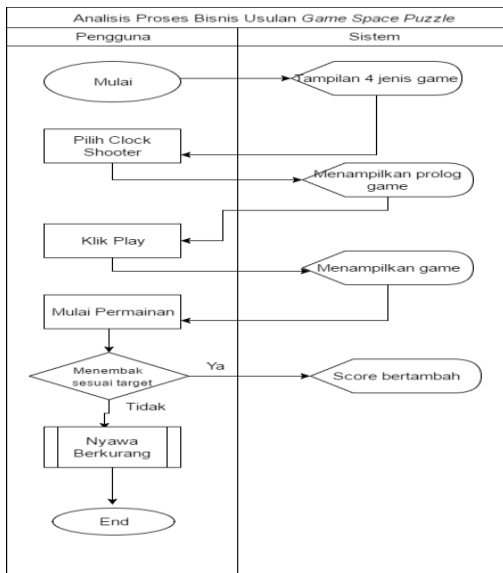 Analisis Proses Bisnis Usulan Game Space Puzzle
Pengguna
Sistem
Mulai
Tampilan 4 jenis game
Pilih Clock
Shooter
Menampilkan prolog
game
Klik Play
Menampilkan game
Mulai Permainan
Menembak
sesuai target
Ya
Score bertambah
Tidak
Nyawa
Berkurang
End